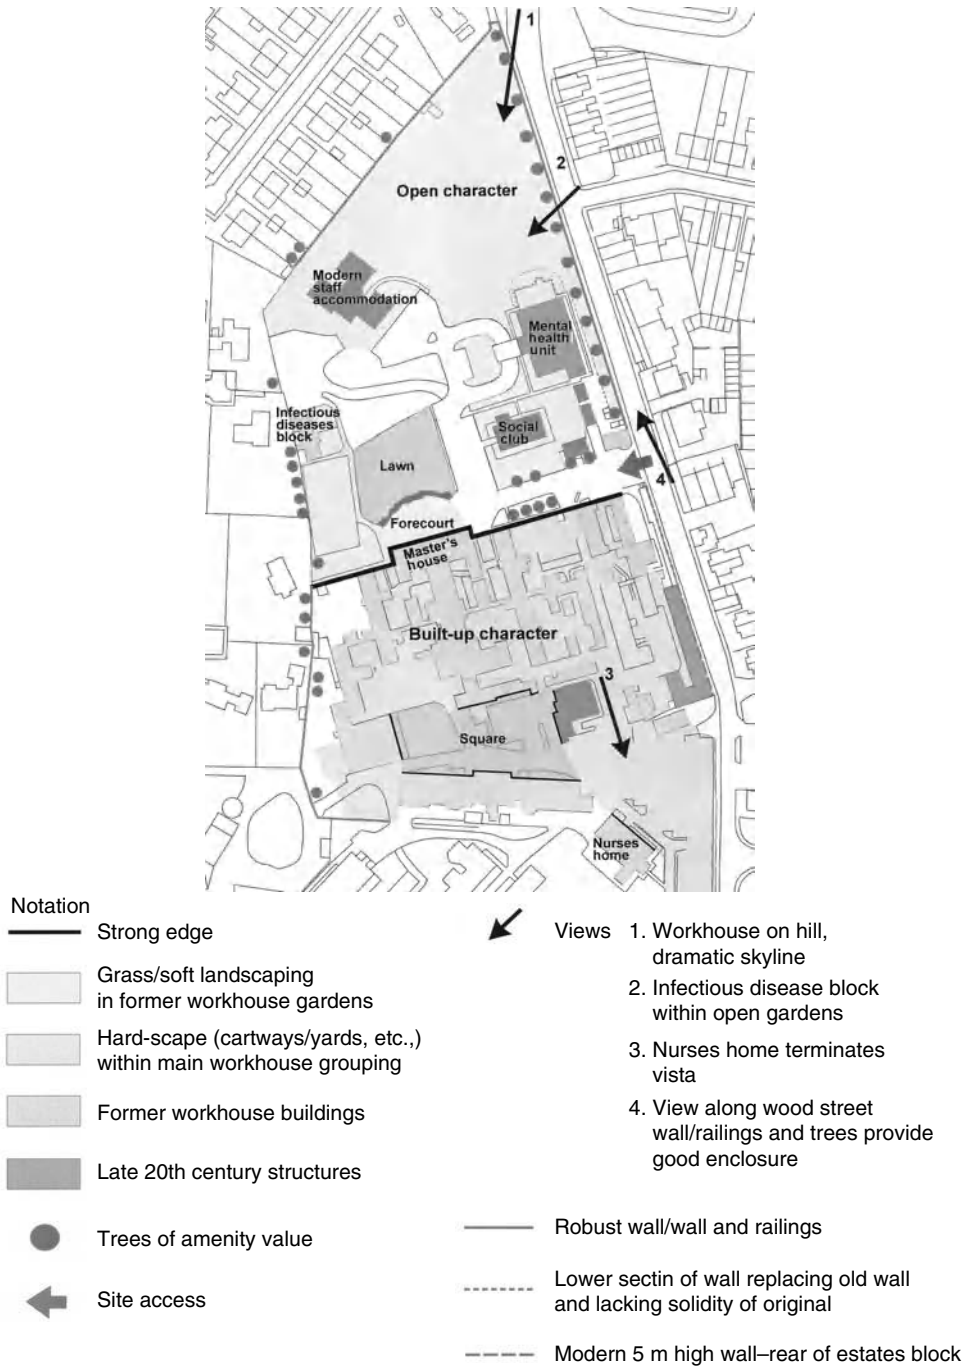 1
2
Open character
Modern
staff
accommodation
Mental
health
unit
Infectious
diseases
block
Social
club
Lawn
4
Forecourt
Master's
house
Built-up character
3
Square
Nurses
home
Notation
Strong edge
Grass/soft landscaping
in former workhouse gardens
Hard-scape (cartways/yards, etc.,)
within main workhouse grouping
Former workhouse buildings
Late 20th century structures
Trees of amenity value
Site access
Views
1. Workhouse on hill,
dramatic skyline
2. Infectious disease block
within open gardens
3. Nurses home terminates
vista
4. View along wood street
wall/railings and trees provide
good enclosure
Robust wall/wall and railings
Lower sectin of wall replacing old wall
and lacking solidity of original
Modern 5 m high wall–rear of estates block